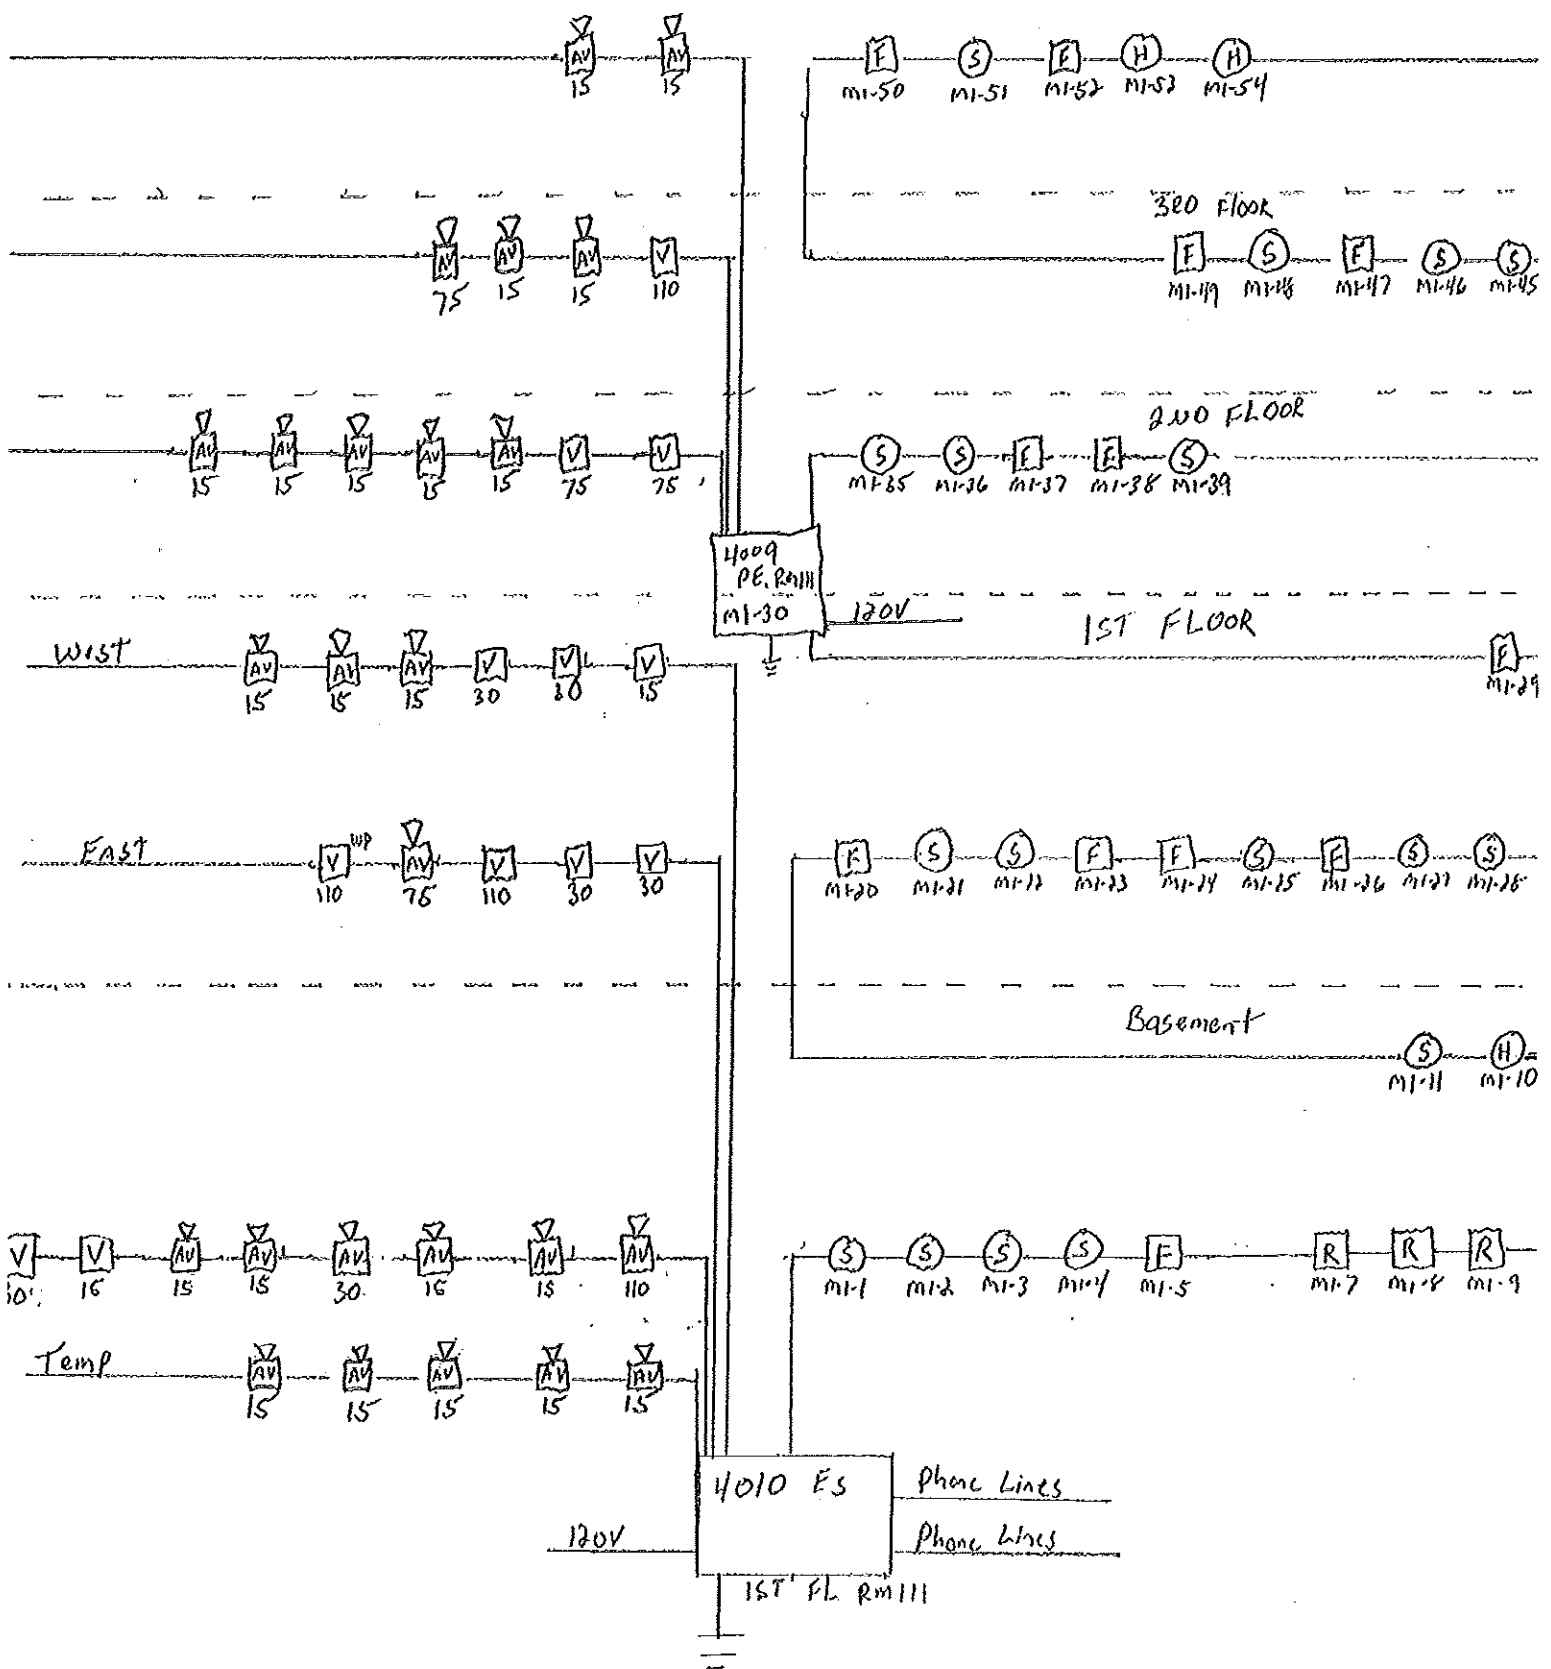 AV AV
15 15
F S F H H
M1-50 M1-51 M1-52 M1-53 M1-54
3RD FLOOR
AV AV AV V
75 15 15 110
F S F S S
M1-49 M1-48 M1-47 M1-46 M1-45
2ND FLOOR
AV AV AV AV AV V V
15 15 15 15 15 75 75
S S F F S
M1-35 M1-36 M1-37 M1-38 M1-39
4009
PE. RM111
M1-30
120V
1ST FLOOR
WEST
AV AV AV V V V
15 15 15 30 30 15
F
M1-29
EAST
V WP AV V V V
110 75 110 30 30
F S S F F S F S S
M1-20 M1-21 M1-22 M1-23 M1-24 M1-25 M1-26 M1-27 M1-28
Basement
S H
M1-11 M1-10
V V AV AV AV AV AV AV
15 15 15 30 15 15 110
S S S S F R R R
M1-1 M1-2 M1-3 M1-4 M1-5 M1-7 M1-8 M1-9
Temp
AV AV AV AV AV
15 15 15 15 15
4010 ES
Phone Lines
120V
Phone Lines
1ST FL RM111